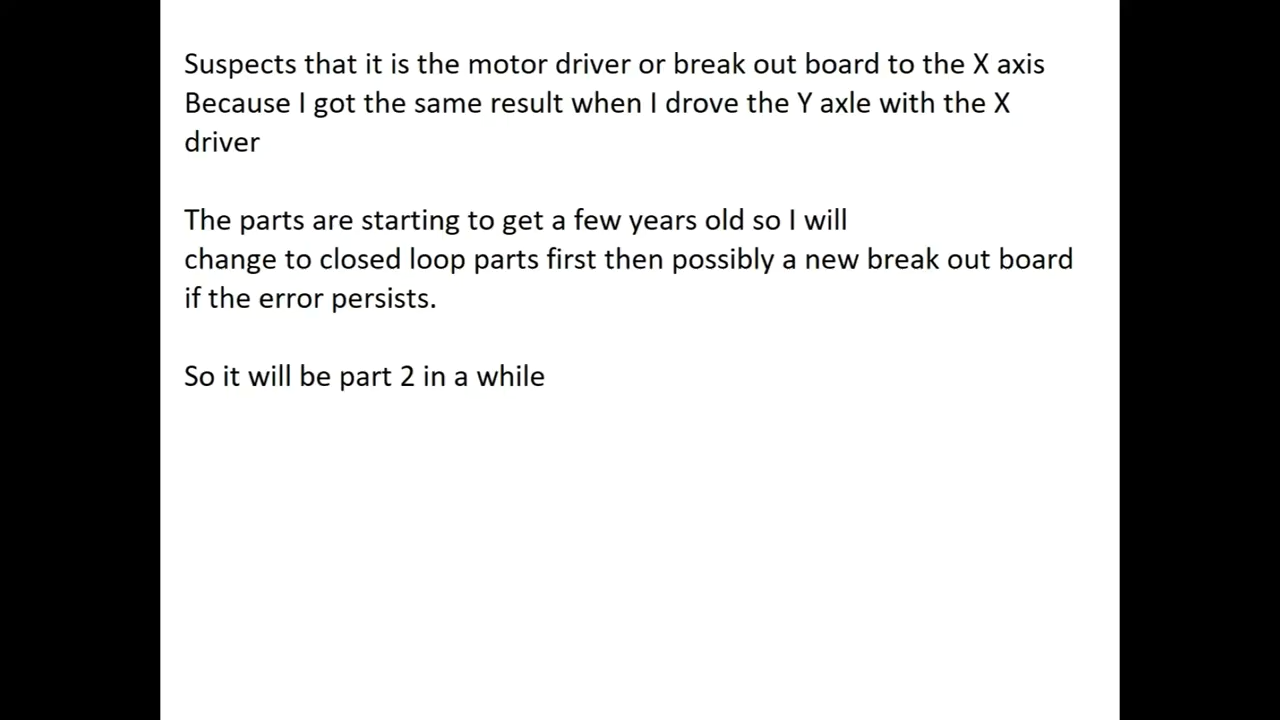 Suspects that it is the motor driver or break out board to the X axis
Because I got the same result when I drove the Y axle with the X
driver
The parts are starting to get a few years old so I will
change to closed loop parts first then possibly a new break out board
if the error persists.
So it will be part 2 in a while